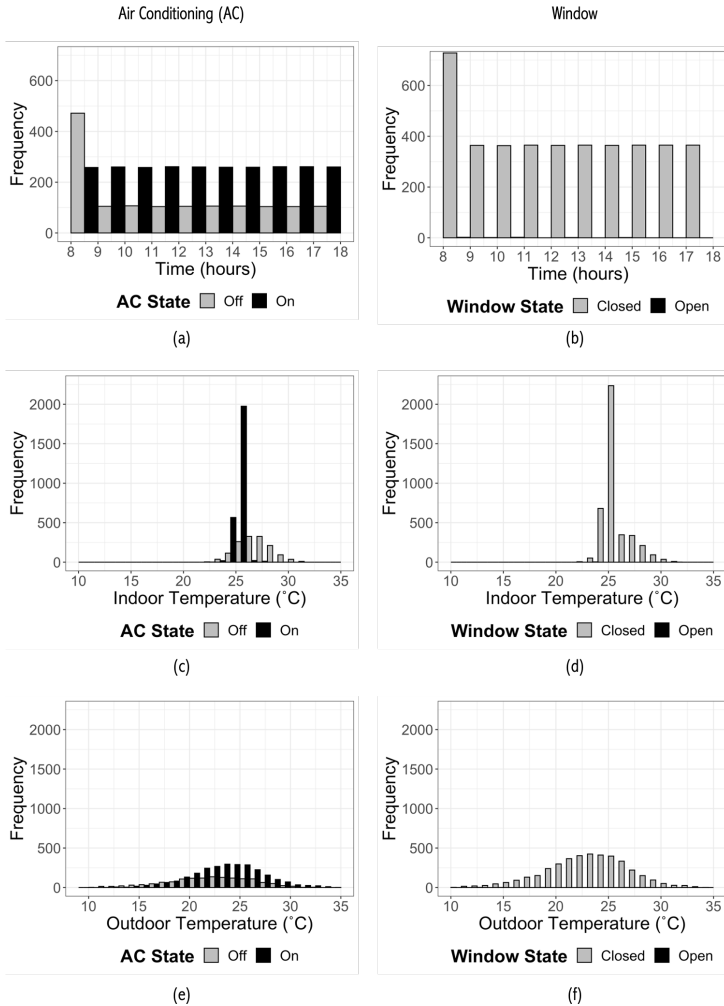 Air Conditioning (AC)
Window
Frequency
600
400
200
0
8 9 10 11 12 13 14 15 16 17 18
Time (hours)
AC State Off On
(a)
Frequency
600
400
200
0
8 9 10 11 12 13 14 15 16 17 18
Time (hours)
Window State Closed Open
(b)
Frequency
2000
1500
1000
500
0
10 15 20 25 30 35
Indoor Temperature (˚C)
AC State Off On
(c)
Frequency
2000
1500
1000
500
0
10 15 20 25 30 35
Indoor Temperature (˚C)
Window State Closed Open
(d)
Frequency
2000
1500
1000
500
0
10 15 20 25 30 35
Outdoor Temperature (˚C)
AC State Off On
(e)
Frequency
2000
1500
1000
500
0
10 15 20 25 30 35
Outdoor Temperature (˚C)
Window State Closed Open
(f)